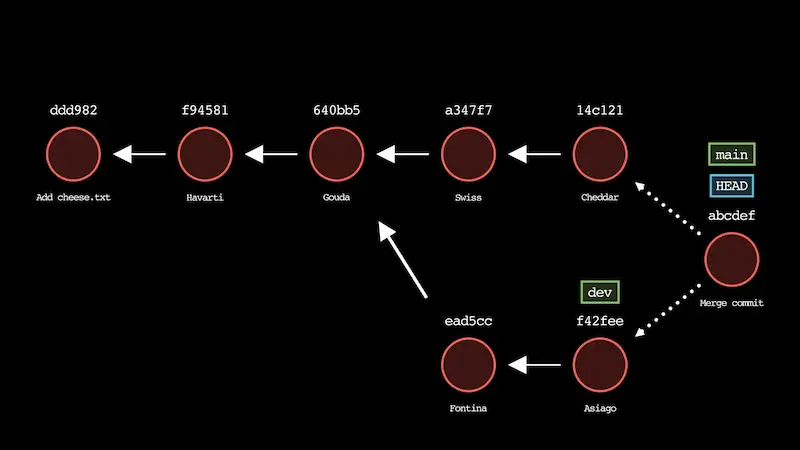 ddd982
f94581
640bb5
a347f7
14c121
Add cheese.txt
Havarti
Gouda
Swiss
Cheddar
main
HEAD
abcdef
Merge commit
dev
ead5cc
f42fee
Fontina
Asiago